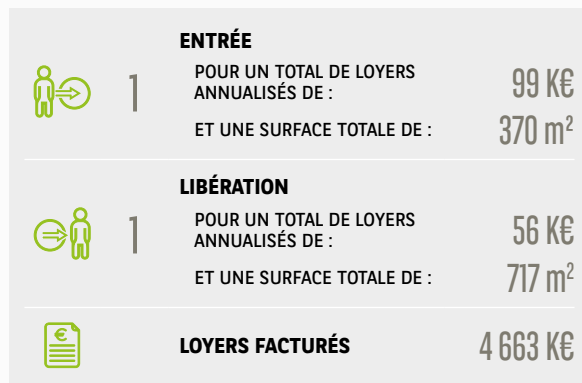 ENTRÉE
1
POUR UN TOTAL DE LOYERS
ANNUALISÉS DE :
99 K€
ET UNE SURFACE TOTALE DE :
370 m²
LIBÉRATION
1
POUR UN TOTAL DE LOYERS
ANNUALISÉS DE :
56 K€
ET UNE SURFACE TOTALE DE :
717 m²
€
LOYERS FACTURÉS
4 663 K€